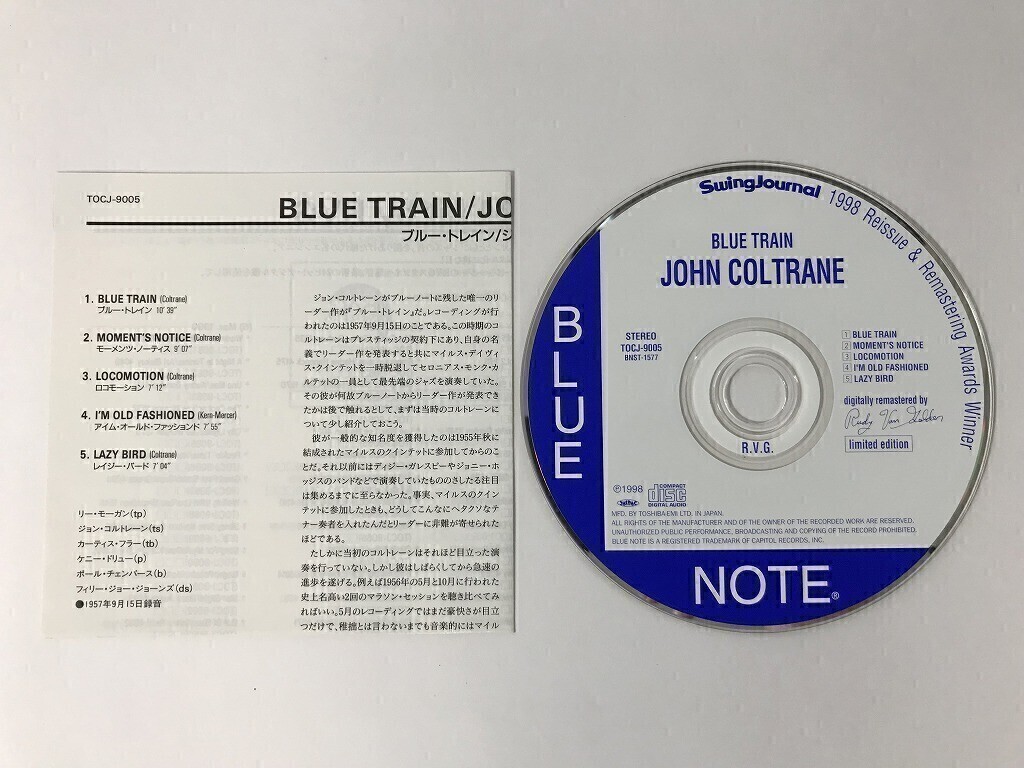 TOCJ-9005
BLUE TRAIN/JO
ブルー・トレイン/ジ
1. BLUE TRAIN (Coltrane)
ブルー・トレイン 10' 39"
2. MOMENT'S NOTICE (Coltrane)
モーメンツ・ノーティス 9' 07"
3. LOCOMOTION (Coltrane)
ロコモーション 7' 12"
4. I'M OLD FASHIONED (Kern-Mercer)
アイム・オールド・ファッションド 7' 55"
5. LAZY BIRD (Coltrane)
レイジー・バード 7' 04"
リー・モーガン(tp)
ジョン・コルトレーン(ts)
カーティス・フラー(tb)
ケニー・ドリュー(p)
ポール・チェンバース(b)
フィリー・ジョー・ジョーンズ(ds)
●1957年9月15日録音
ジョン・コルトレーンがブルーノートに残した唯一のリ
ーダー作が『ブルー・トレイン』だ。レコーディングが
行われたのは1957年9月15日のことである。この時期のコ
ルトレーンはプレスティッジの契約下にあり、自身の名
義でリーダー作を発表すると共にマイルス・デイヴィ
ス・クインテットを一時脱退してセロニアス・モンク・カ
ルテットの一員として最先端のジャズを演奏していた。
その彼が何故ブルーノートからリーダー作が発表でき
たかは後で触れるとして、まずは当時のコルトレーンに
ついて少し紹介しておこう。
彼が一般的な知名度を獲得したのは1955年秋に
結成されたマイルスのクインテットに参加してからのこ
とだ。それ以前にはディジー・ガレスピーやジョニー・ホ
ッジスのバンドなどで演奏していたもののさしたる注目
は集めるまでに至らなかった。事実、マイルスのクイン
テットに参加したときも、どうしてこんなにヘタクソなテ
ナー奏者を入れたんだとリーダーに非難が寄せられた
ほどである。
たしかに当初のコルトレーンはそれほど目立った演
奏を行っていない。しかし彼はしばらくしてから急速の
進歩を遂げる。例えば1956年の5月と10月に行われた
史上名高い2回のマラソン・セッションを聴き比べてみ
ればいい。5月のレコーディングではまだ豪快さが目立
つだけで、稚拙とは言わないまでも音楽的にはマイル
SwingJournal 1998 Reissue & Remastering Awards Winner
BLUE TRAIN
JOHN COLTRANE
STEREO
TOCJ-9005
BNST-1577
1 BLUE TRAIN
2 MOMENT'S NOTICE
3 LOCOMOTION
4 I'M OLD FASHIONED
5 LAZY BIRD
digitally remastered by
Rudy Van Gelder
limited edition
R.V.G.
℗1998
COMPACT
disc
DIGITAL AUDIO
MFD. BY TOSHIBA-EMI LTD. IN JAPAN.
ALL RIGHTS OF THE MANUFACTURER AND OF THE OWNER OF THE RECORDED WORK ARE RESERVED.
UNAUTHORIZED PUBLIC PERFORMANCE, BROADCASTING AND COPYING OF THE RECORD PROHIBITED.
BLUE NOTE IS A REGISTERED TRADEMARK OF CAPITOL RECORDS, INC.
BLUE
NOTE®